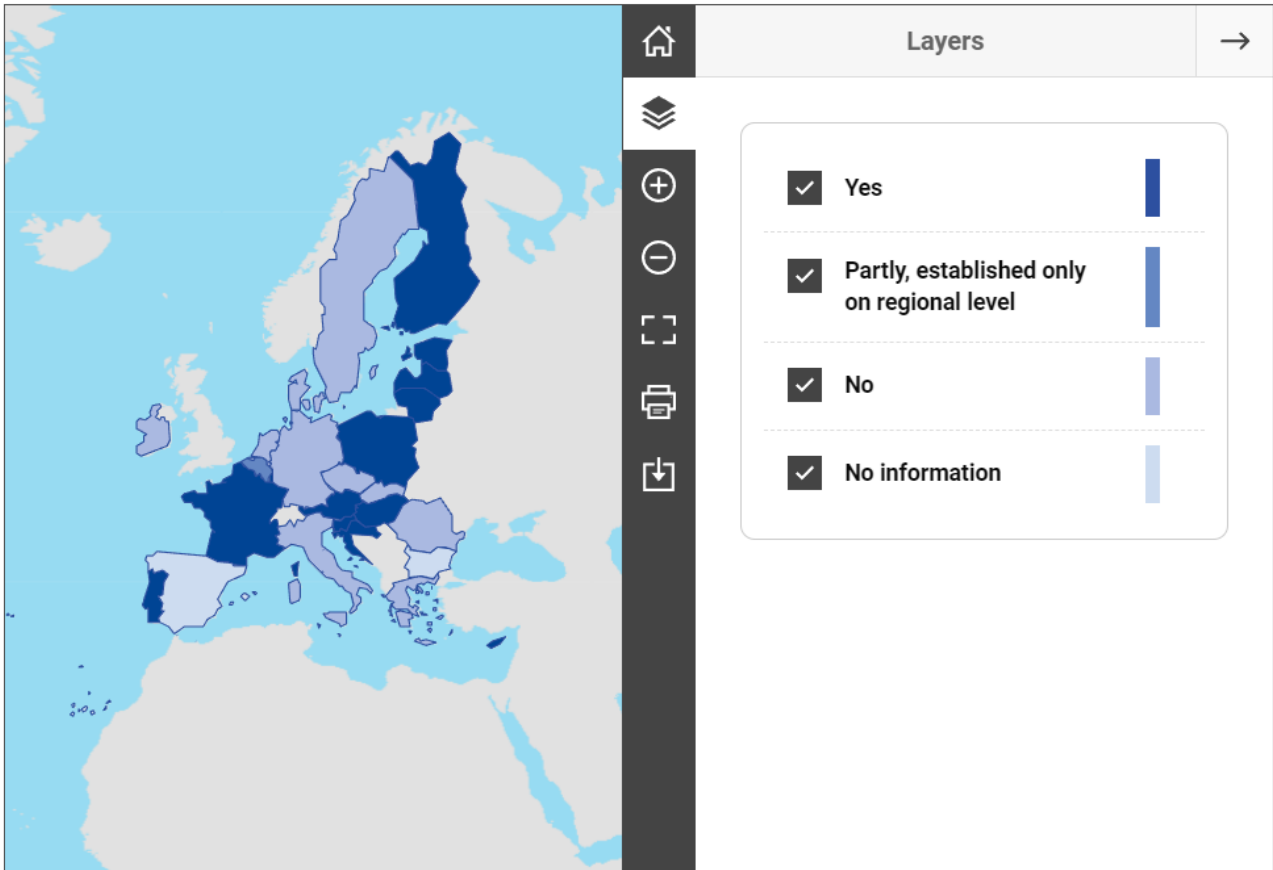 Layers
Yes
Partly, established only
on regional level
No
No information